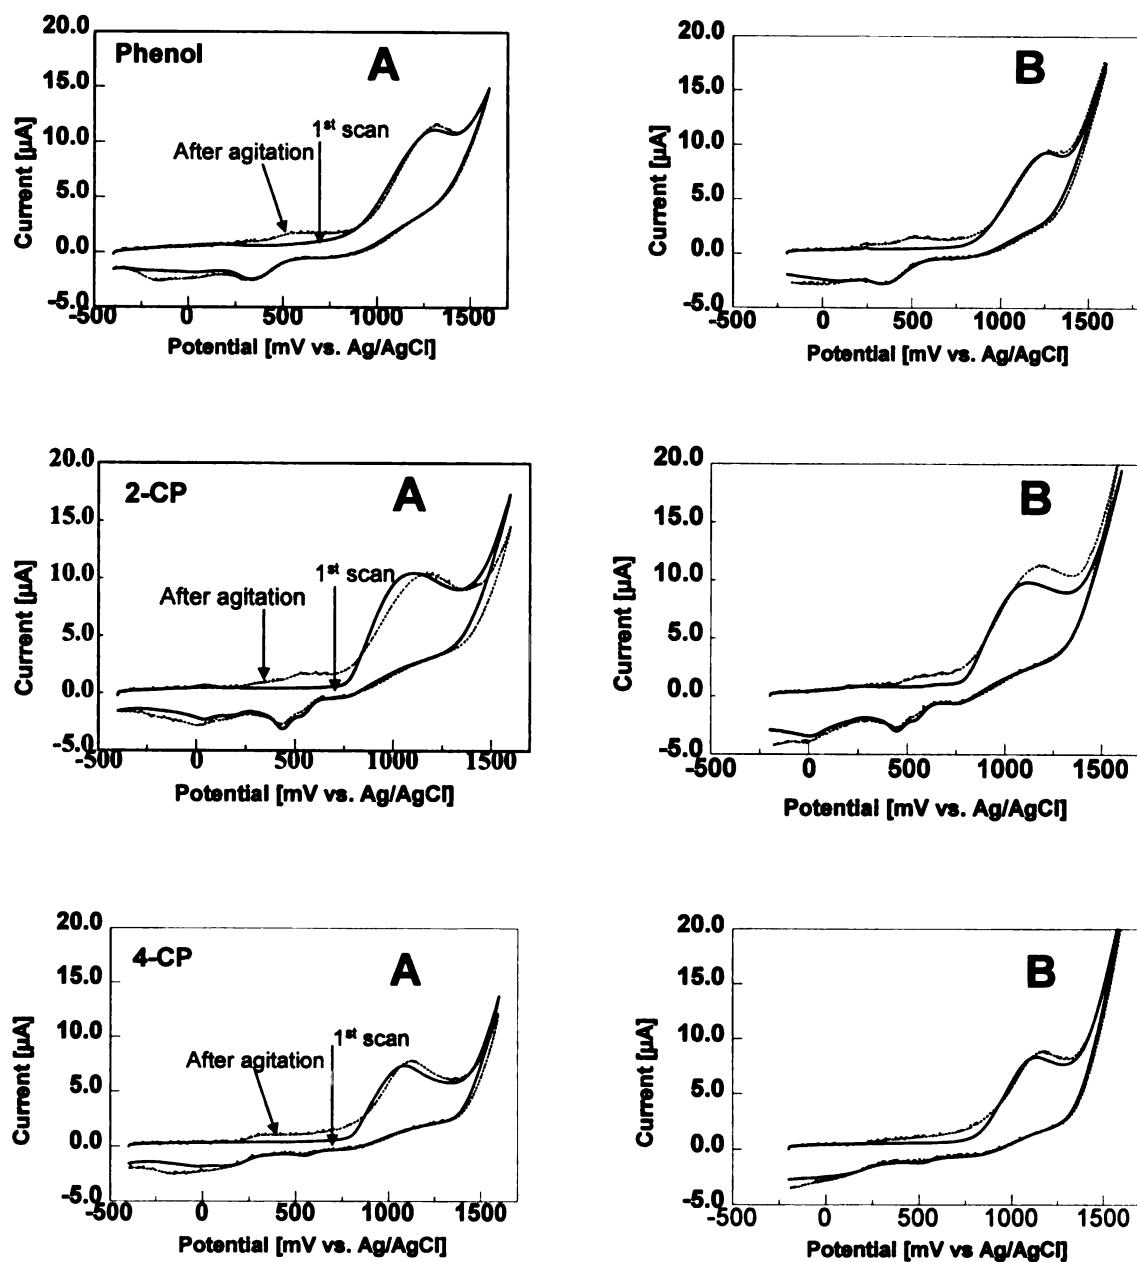 20.0
Phenol
A
15.0
1st scan
10.0
After agitation
5.0
0.0
-5.0
-500 0 500 1000 1500
Current [µA]
Potential [mV vs. Ag/AgCl]
20.0
B
15.0
10.0
5.0
0.0
-5.0
-500 0 500 1000 1500
Current [µA]
Potential [mV vs. Ag/AgCl]
20.0
2-CP
A
15.0
10.0
1st scan
After agitation
5.0
0.0
-5.0
-500 0 500 1000 1500
Current [µA]
Potential [mV vs. Ag/AgCl]
20.0
B
15.0
10.0
5.0
0.0
-5.0
-500 0 500 1000 1500
Current [µA]
Potential [mV vs. Ag/AgCl]
20.0
4-CP
A
15.0
10.0
1st scan
After agitation
5.0
0.0
-5.0
-500 0 500 1000 1500
Current [µA]
Potential [mV vs. Ag/AgCl]
20.0
B
15.0
10.0
5.0
0.0
-5.0
-500 0 500 1000 1500
Current [µA]
Potential [mV vs Ag/AgCl]